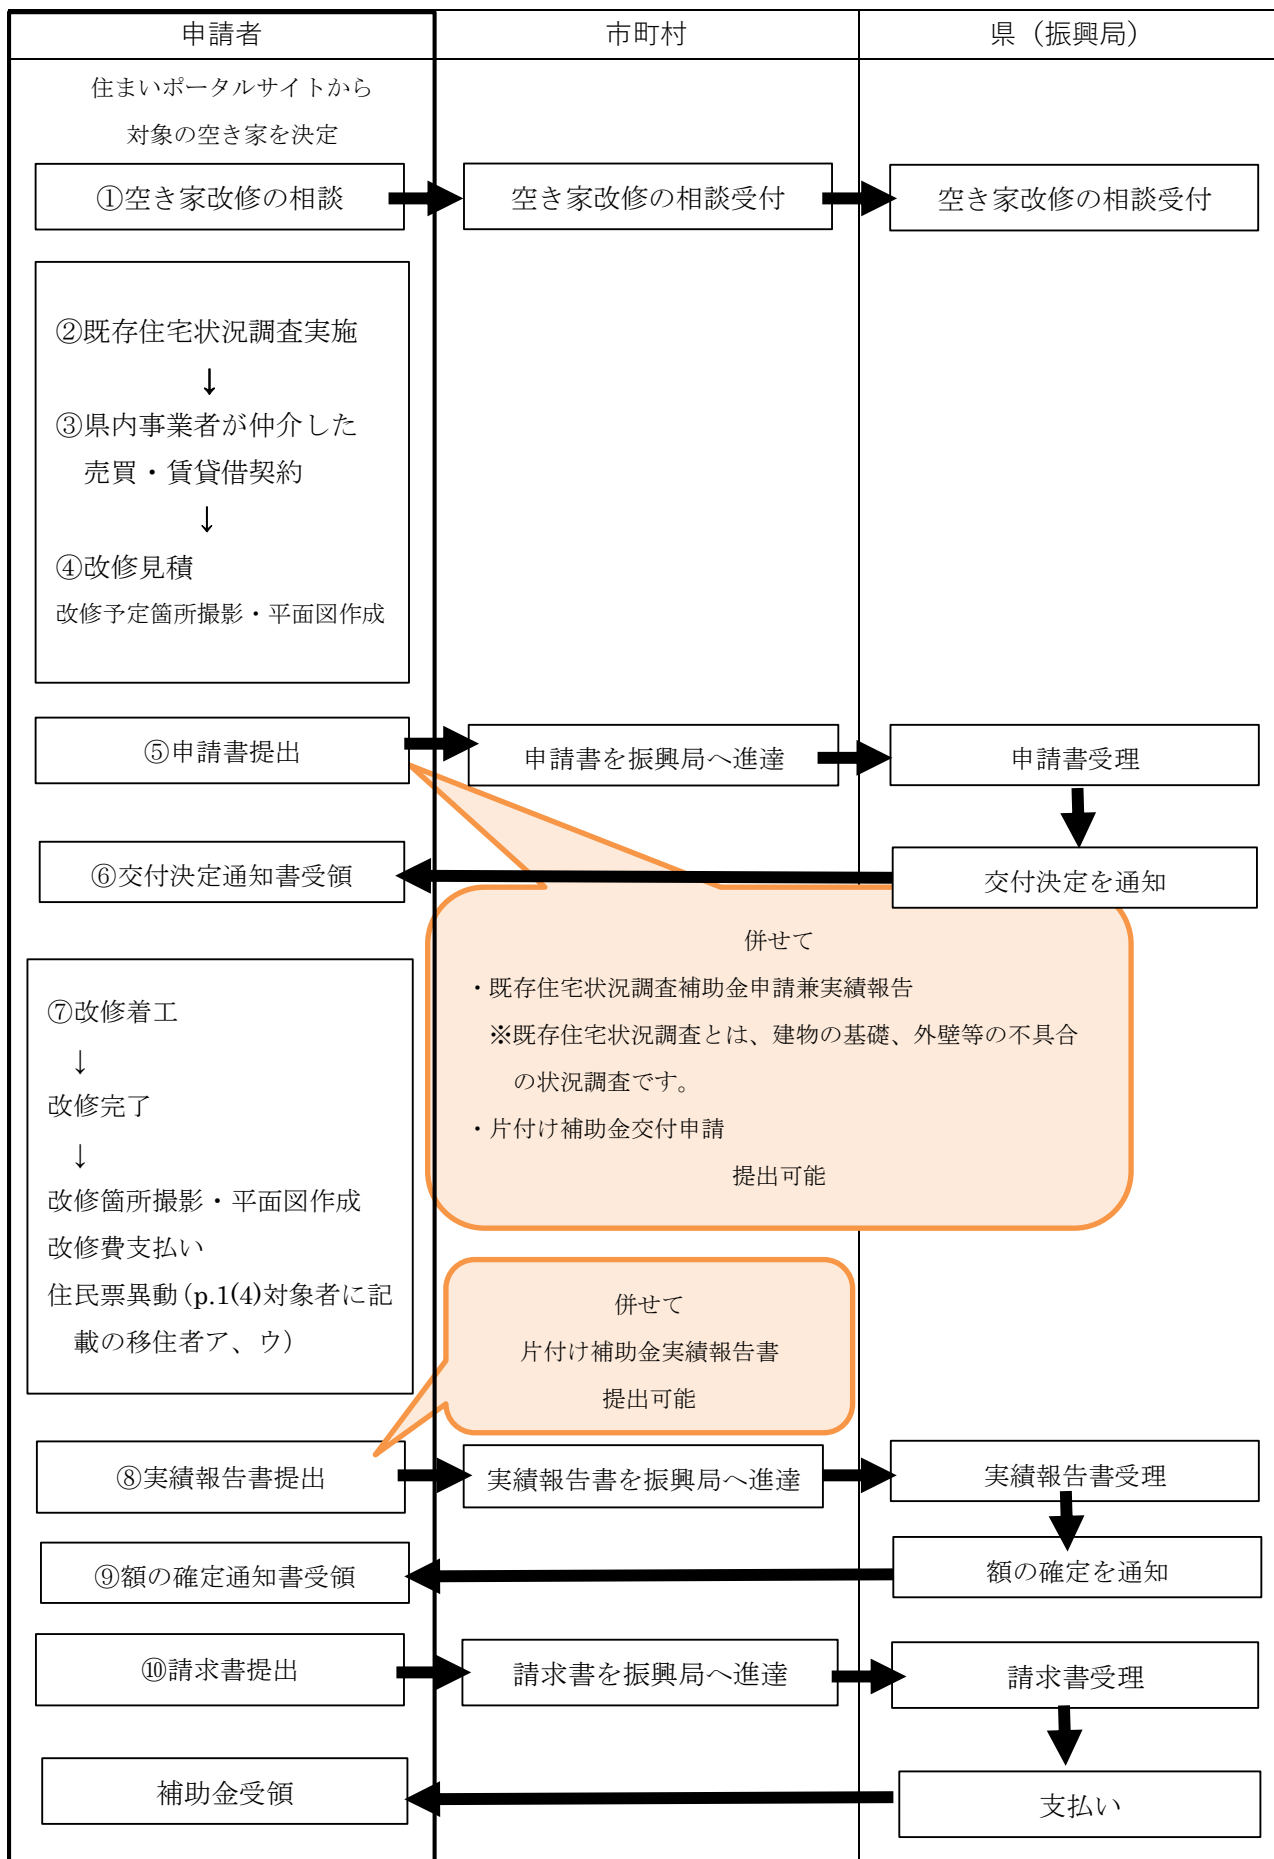 申請者
市町村
県（振興局）
住まいポータルサイトから
対象の空き家を決定
①空き家改修の相談
空き家改修の相談受付
空き家改修の相談受付
②既存住宅状況調査実施
↓
③県内事業者が仲介した
売買・賃貸借契約
↓
④改修見積
改修予定箇所撮影・平面図作成
⑤申請書提出
申請書を振興局へ進達
申請書受理
⑥交付決定通知書受領
交付決定を通知
併せて
・既存住宅状況調査補助金申請兼実績報告
※既存住宅状況調査とは、建物の基礎、外壁等の不具合
の状況調査です。
・片付け補助金交付申請
提出可能
⑦改修着工
↓
改修完了
↓
改修箇所撮影・平面図作成
改修費支払い
住民票異動（p.1(4)対象者に記
載の移住者ア、ウ）
併せて
片付け補助金実績報告書
提出可能
⑧実績報告書提出
実績報告書を振興局へ進達
実績報告書受理
⑨額の確定通知書受領
額の確定を通知
⑩請求書提出
請求書を振興局へ進達
請求書受理
補助金受領
支払い